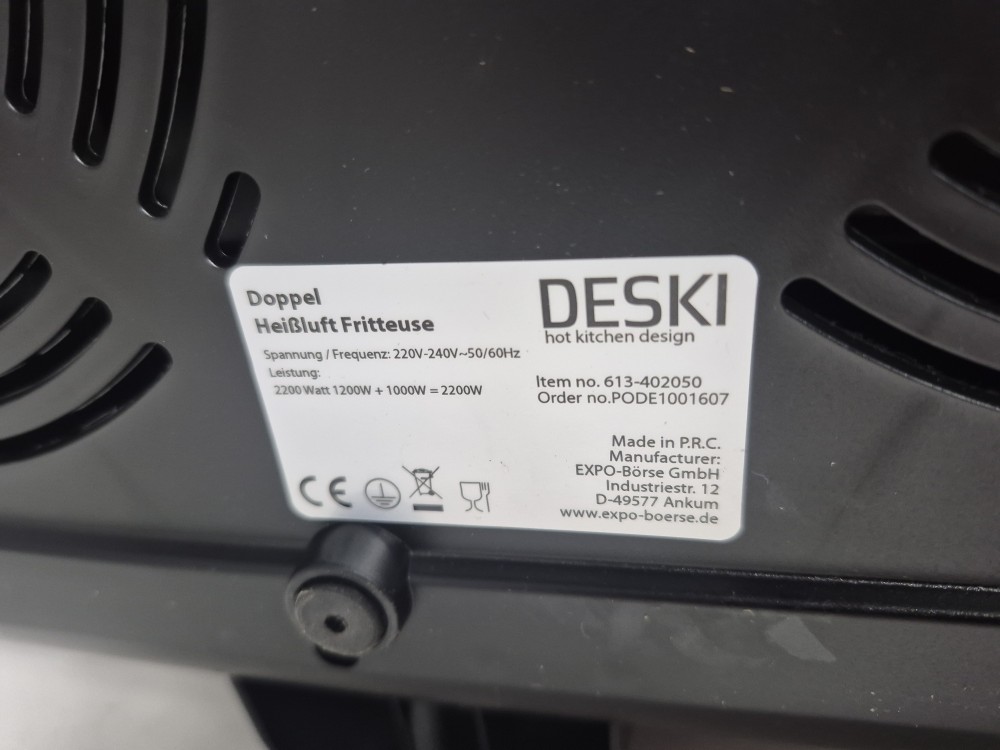 Doppel
Heißluft Fritteuse
Spannung / Frequenz: 220V-240V~50/60Hz
Leistung:
2200 Watt 1200W + 1000W = 2200W
DESKI
hot kitchen design
Item no. 613-402050
Order no.PODE1001607
Made in P.R.C.
Manufacturer:
EXPO-Börse GmbH
Industriestr. 12
D-49577 Ankum
www.expo-boerse.de
CE